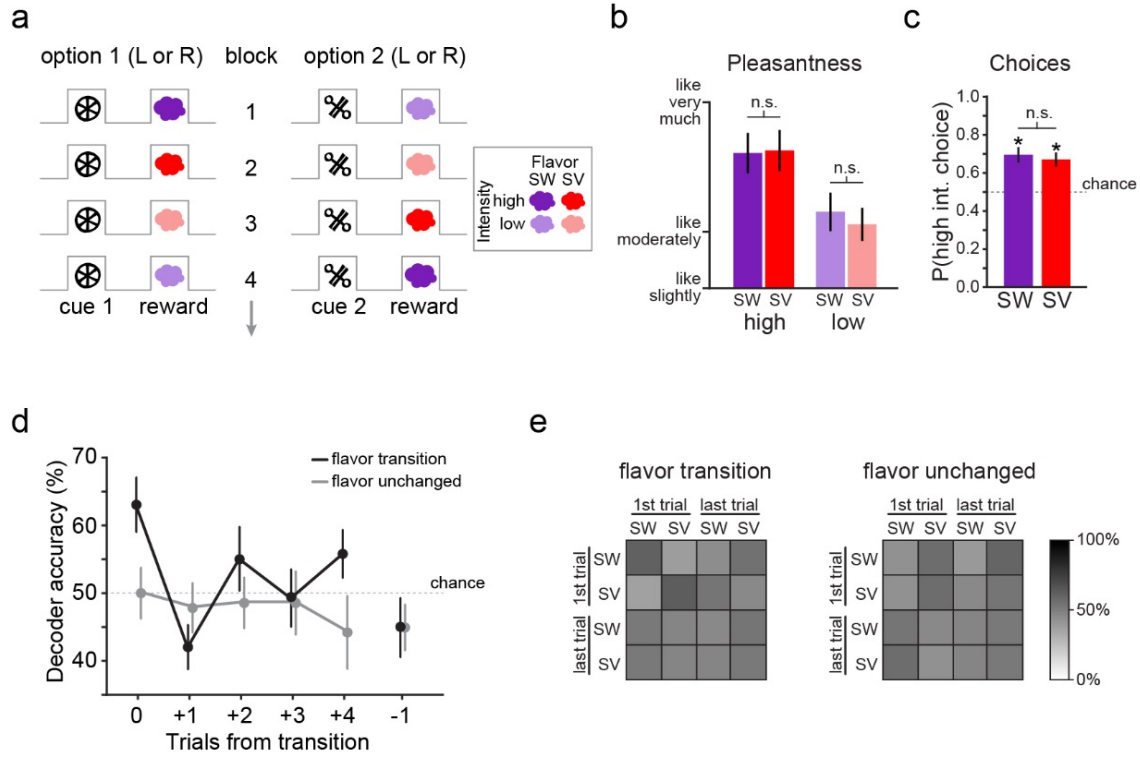 a
option 1 (L or R) block option 2 (L or R)
1
2
3
4
cue 1 reward cue 2 reward
Flavor
SW SV
Intensity
high
low
b
Pleasantness
like
very
much
like
moderately
like
slightly
n.s.
n.s.
SW SV SW SV
high low
c
Choices
P(high int. choice)
1.0
0.8
0.6
0.4
0.2
0.0
n.s.
* *
chance
SW SV
d
Decoder accuracy (%)
70
60
50
40
flavor transition
flavor unchanged
chance
0 +1 +2 +3 +4 -1
Trials from transition
e
flavor transition
1st trial last trial
SW SV SW SV
1st trial
SW
SV
last trial
SW
SV
flavor unchanged
1st trial last trial
SW SV SW SV
1st trial
SW
SV
last trial
SW
SV
100%
50%
0%